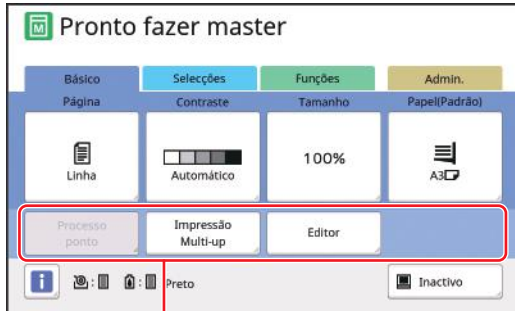 M Pronto fazer master
Básico Selecções Funções Admin.
Página Contraste Tamanho Papel(Padrão)
100%
Linha Automático A3
Processo Impressão Editor
ponto Multi-up
i : : Preto Inactivo